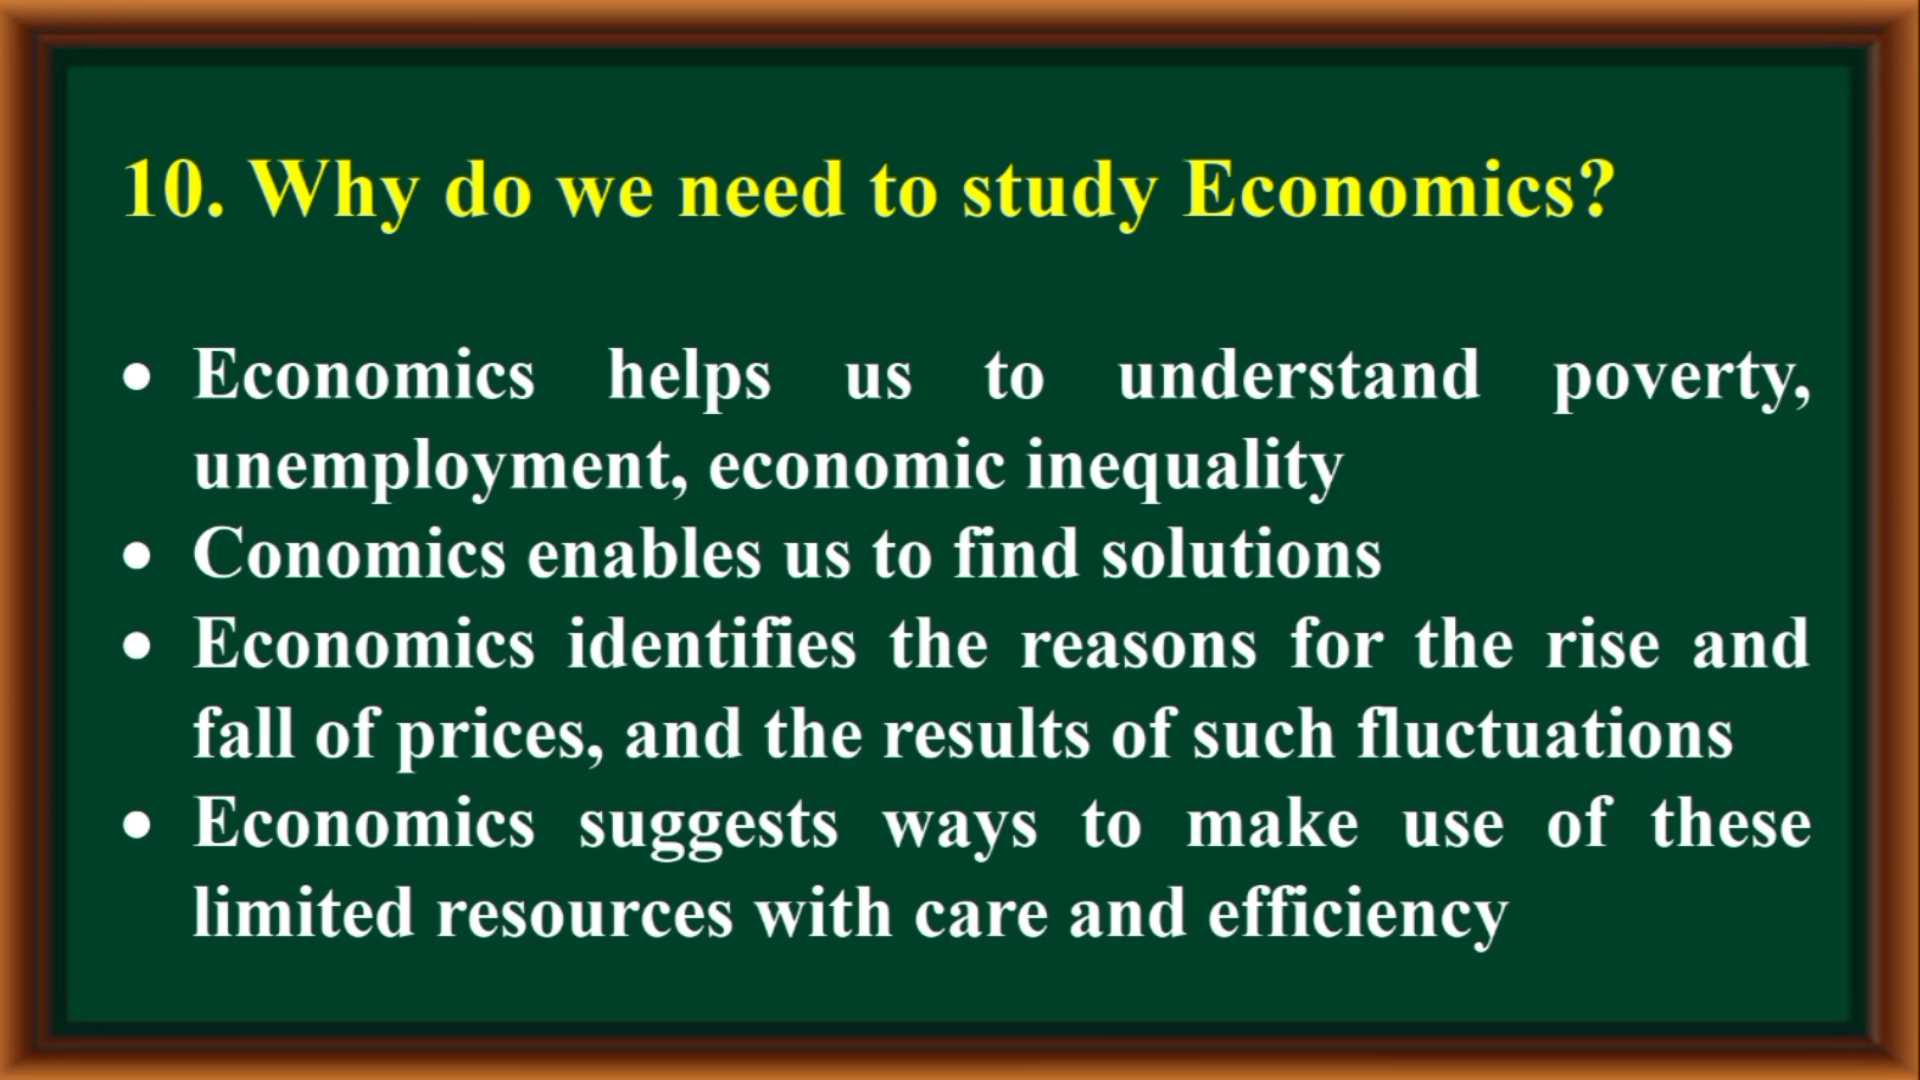 10. Why do we need to study Economics?
• Economics helps us to understand poverty,
unemployment, economic inequality
• Conomics enables us to find solutions
• Economics identifies the reasons for the rise and
fall of prices, and the results of such fluctuations
• Economics suggests ways to make use of these
limited resources with care and efficiency